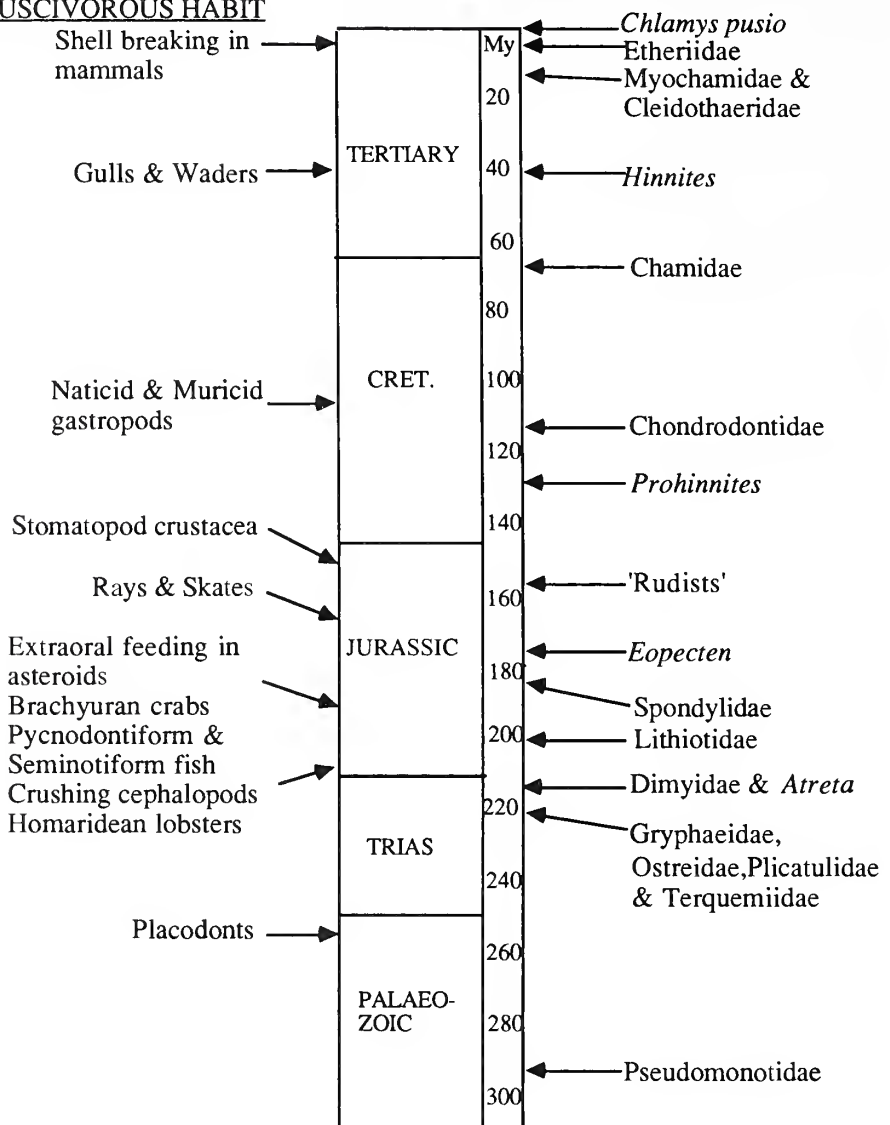 USCIVOROUS HABIT
Shell breaking in
mammals
Gulls & Waders
Naticid & Muricid
gastropods
Stomatopod crustacea
Rays & Skates
Extraoral feeding in
asteroids
Brachyuran crabs
Pycnodontiform &
Seminotiform fish
Crushing cephalopods
Homaridean lobsters
Placodonts
TERTIARY
CRET.
JURASSIC
TRIAS
PALAEO-
ZOIC
My
20
40
60
80
100
120
140
160
180
200
220
240
260
280
300
Chlamys pusio
Etheriidae
Myochamidae &
Cleidothaeridae
Hinnites
Chamidae
Chondrodontidae
Prohinnites
'Rudists'
Eopecten
Spondylidae
Lithiotidae
Dimyidae & Atreta
Gryphaeidae,
Ostreidae,Plicatulidae
& Terquemiidae
Pseudomonotidae